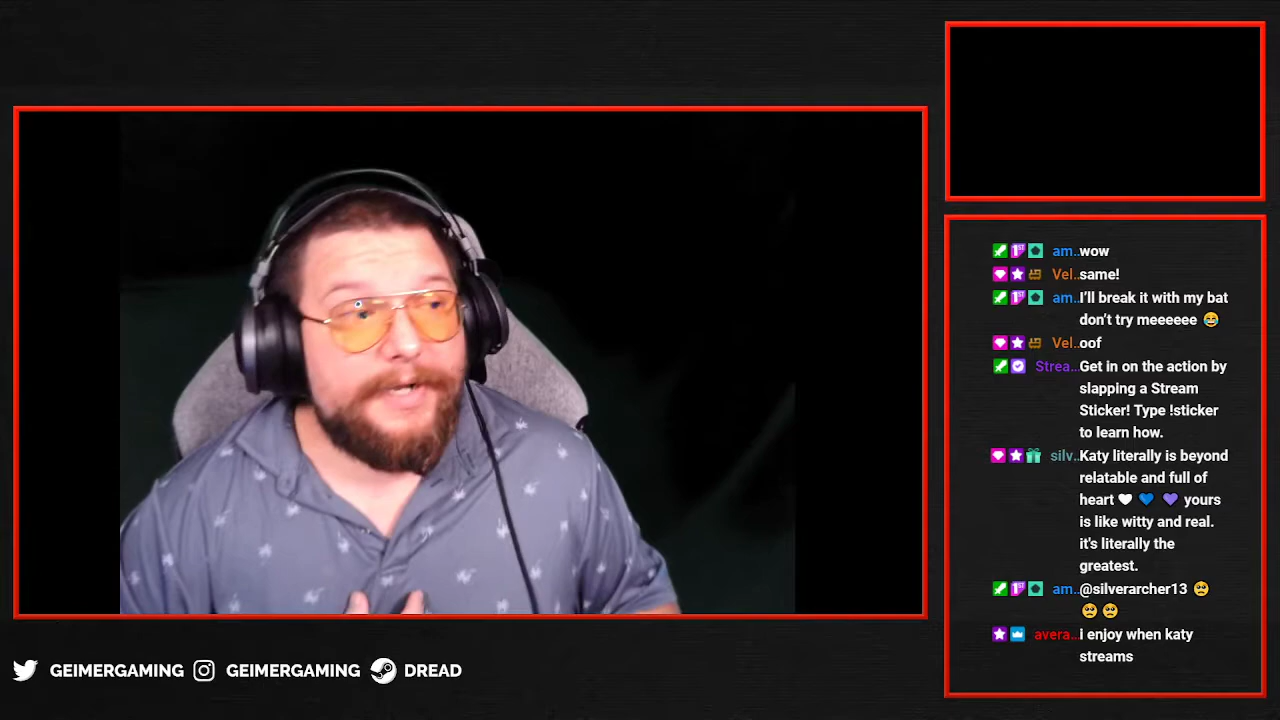 am..wow
Vel..same!
am..I’ll break it with my bat
don’t try meeeeee 😂
Vel..oof
Strea..Get in on the action by
slapping a Stream
Sticker! Type !sticker
to learn how.
silv..Katy literally is beyond
relatable and full of
heart 🤍 💙 💜 yours
is like witty and real.
it's literally the
greatest.
am..@silverarcher13 🥺
🥺 🥺
avera..i enjoy when katy
streams
GEIMERGAMING GEIMERGAMING DREAD